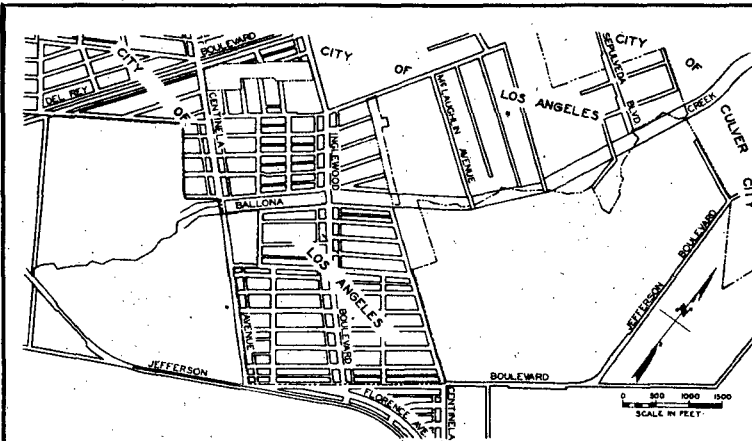 CITY OF
BOULEVARD
DEL REY
CENTINELA
CITY OF
LOS ANGELES
Mc LAUGHLIN
AVENUE
SEPULVEDA
BLVD
CITY OF
CULVER
CITY
CREEK
INGLEWOOD
BALLONA
LOS ANGELES
AVENUE
BOULEVARD
JEFFERSON
FLORENCE AVE
CENTINELA
BOULEVARD
JEFFERSON BOULEVARD
N
0 500 1000 1500
SCALE IN FEET